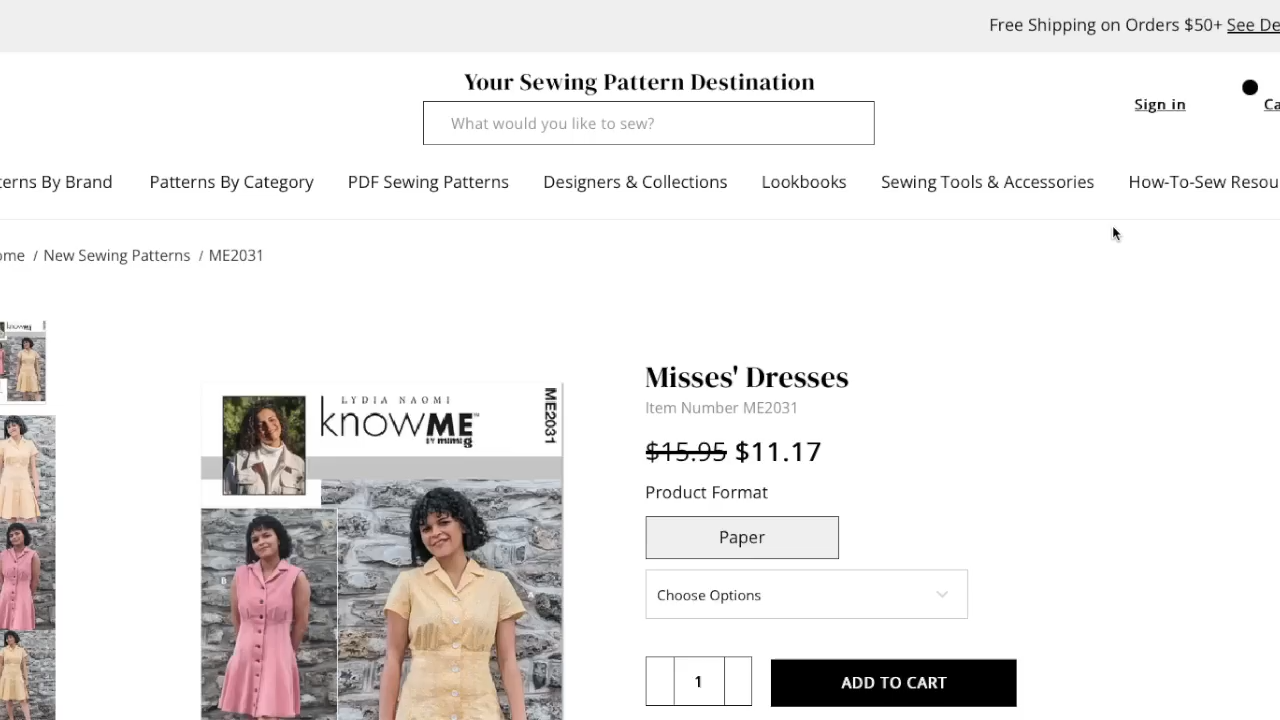 Free Shipping on Orders $50+ See De
Your Sewing Pattern Destination
What would you like to sew?
Sign in
Ca
terns By Brand
Patterns By Category
PDF Sewing Patterns
Designers & Collections
Lookbooks
Sewing Tools & Accessories
How-To-Sew Resou
ome / New Sewing Patterns / ME2031
LYDIA NAOMI
knowME™
BY mimi g
ME2031
B
Misses' Dresses
Item Number ME2031
$15.95 $11.17
Product Format
Paper
Choose Options
1
ADD TO CART